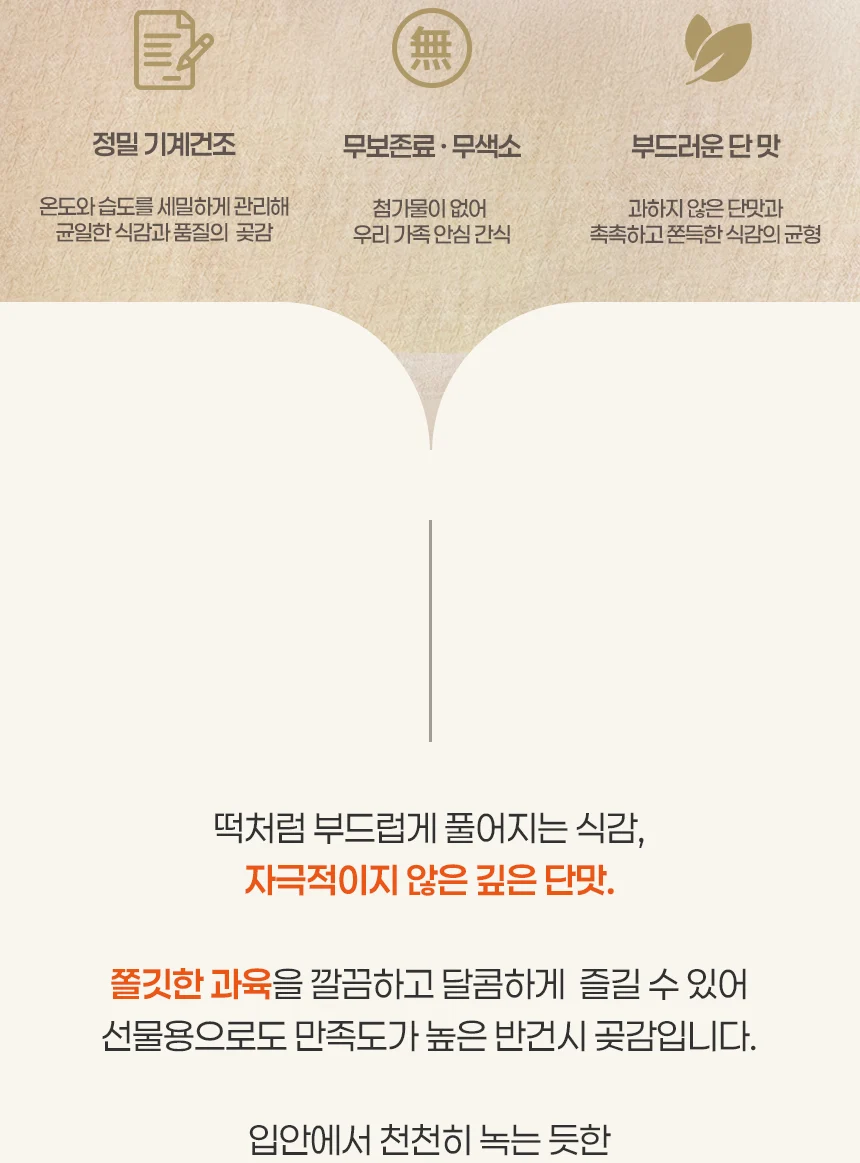 無
정밀 기계건조
무보존료 · 무색소
부드러운 단 맛
온도와 습도를 세밀하게 관리해
균일한 식감과 품질의 곶감
첨가물이 없어
우리 가족 안심 간식
과하지 않은 단맛과
촉촉하고 쫀득한 식감의 균형
떡처럼 부드럽게 풀어지는 식감,
자극적이지 않은 깊은 단맛.
쫄깃한 과육을 깔끔하고 달콤하게 즐길 수 있어
선물용으로도 만족도가 높은 반건시 곶감입니다.
입안에서 천천히 녹는 듯한